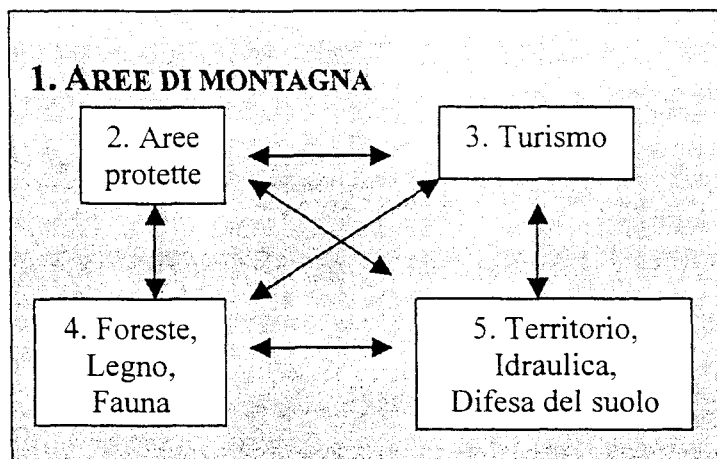 1. AREE DI MONTAGNA
2. Aree
protette
3. Turismo
4. Foreste,
Legno,
Fauna
5. Territorio,
Idraulica,
Difesa del suolo